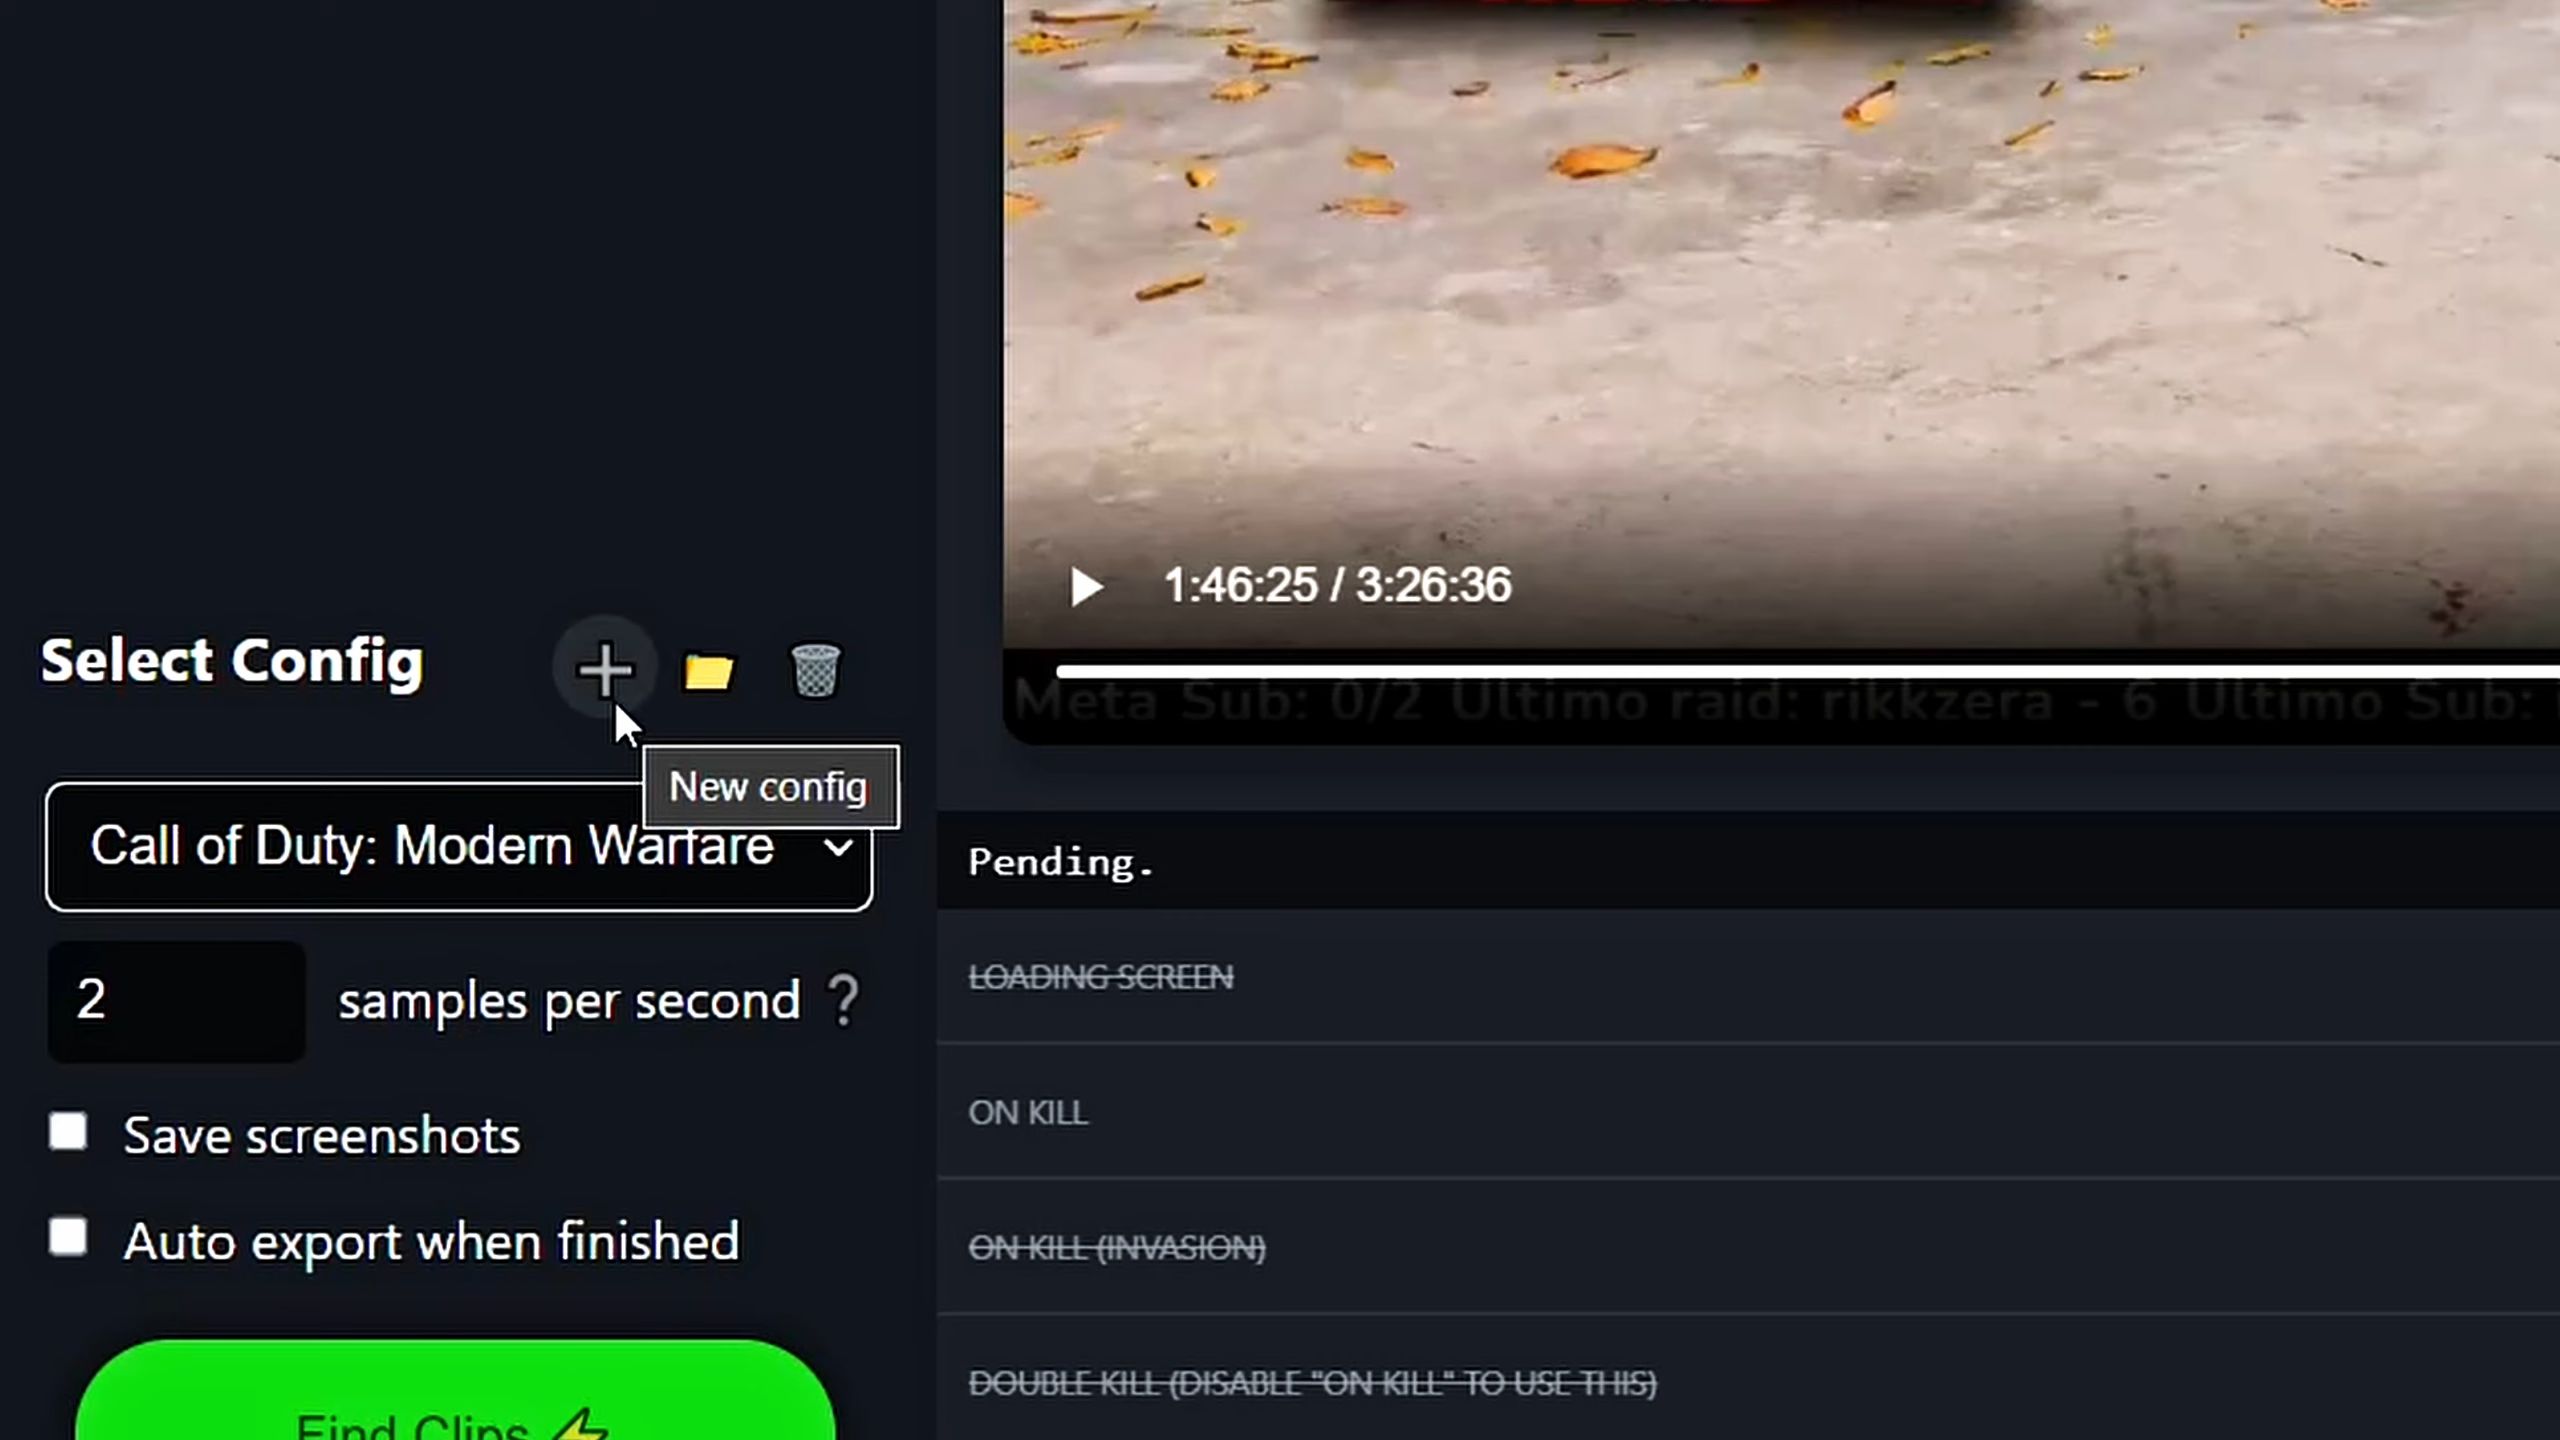 1:46:25 / 3:26:36
Select Config
Meta Sub: 0/2 Ultimo raid: rikkzera - 6 Ultimo Sub:
New config
Call of Duty: Modern Warfare
Pending.
2 samples per second ?
LOADING SCREEN
ON KILL
Save screenshots
Auto export when finished
ON KILL (INVASION)
DOUBLE KILL (DISABLE "ON KILL" TO USE THIS)
Find Clips